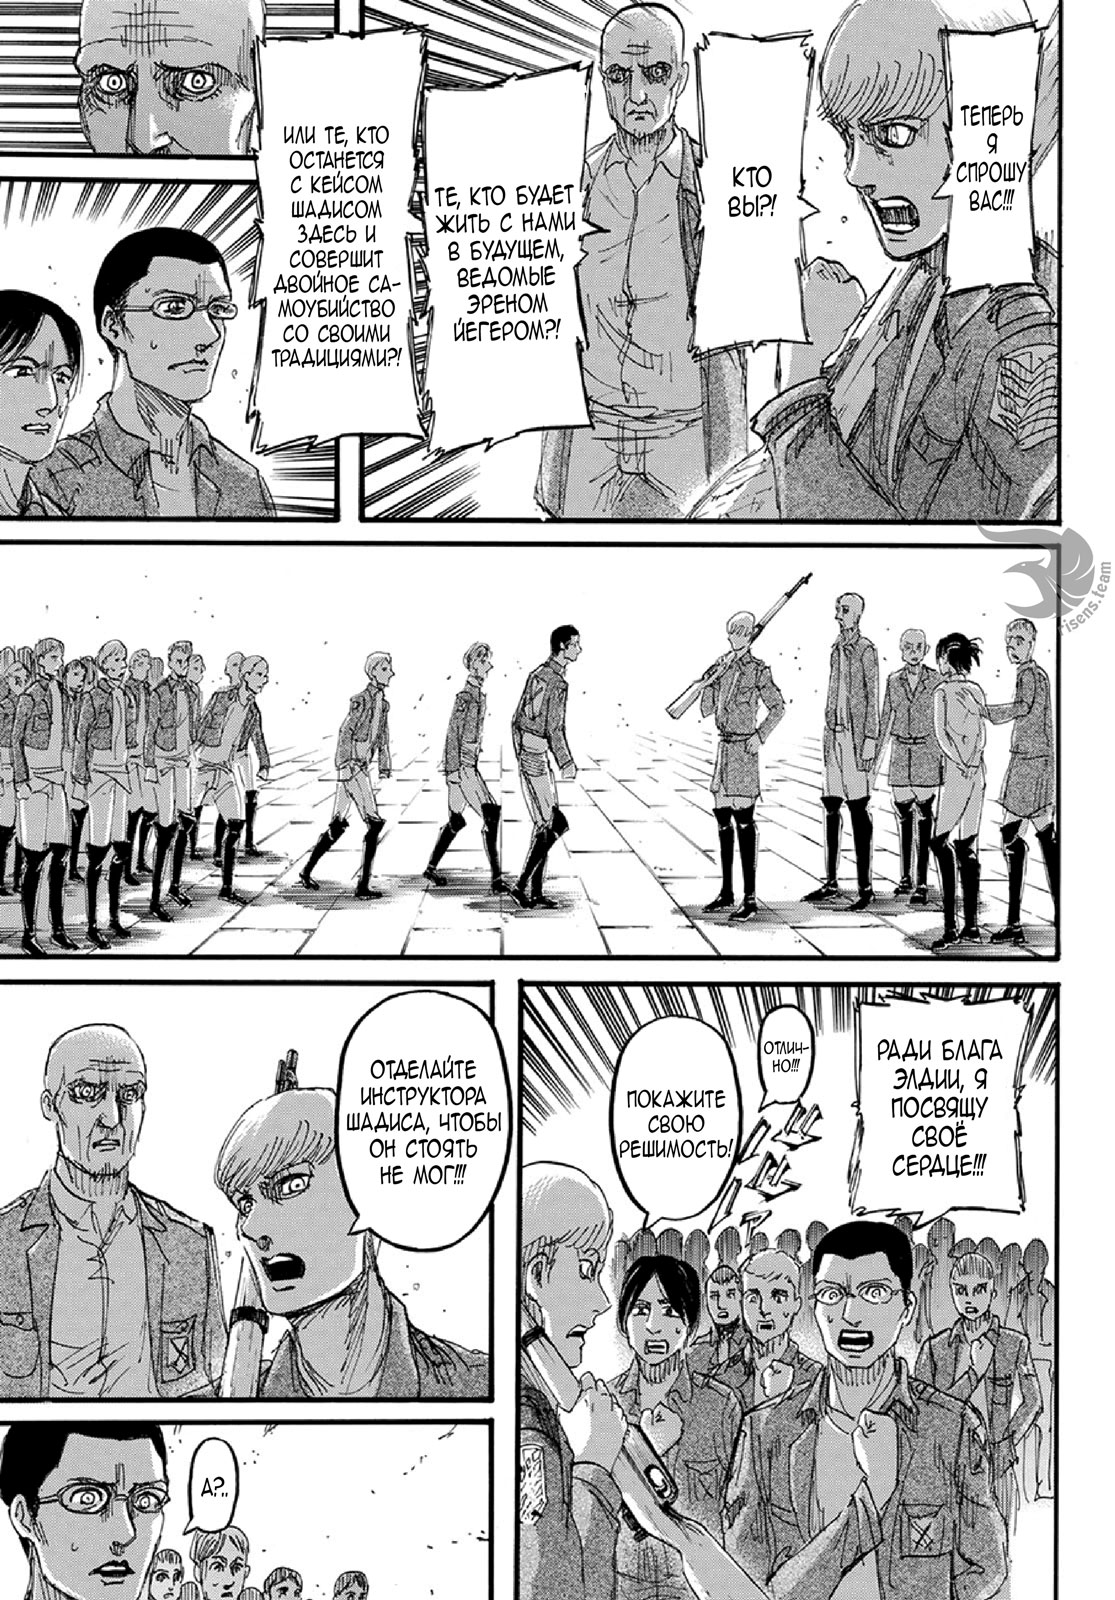 ТЕПЕРЬ
Я
СПРОШУ
ВАС!!!
КТО
ВЫ?!
ТЕ, КТО БУДЕТ
ЖИТЬ С НАМИ
В БУДУЩЕМ,
ВЕДОМЫЕ
ЭРЕНОМ
ЙЕГЕРОМ?!
ИЛИ ТЕ, КТО
ОСТАНЕТСЯ
С КЕЙСОМ
ШАДИСОМ
ЗДЕСЬ И
СОВЕРШИТ
ДВОЙНОЕ СА-
МОУБИЙСТВО
СО СВОИМИ
ТРАДИЦИЯМИ?!
risens.team
РАДИ БЛАГА
ЭЛДИИ, Я
ПОСВЯЩУ
СВОЁ
СЕРДЦЕ!!!
ОТЛИЧ-
НО!!!
ПОКАЖИТЕ
СВОЮ
РЕШИМОСТЬ!
ОТДЕЛАЙТЕ
ИНСТРУКТОРА
ШАДИСА, ЧТОБЫ
ОН СТОЯТЬ
НЕ МОГ!!!
А?..